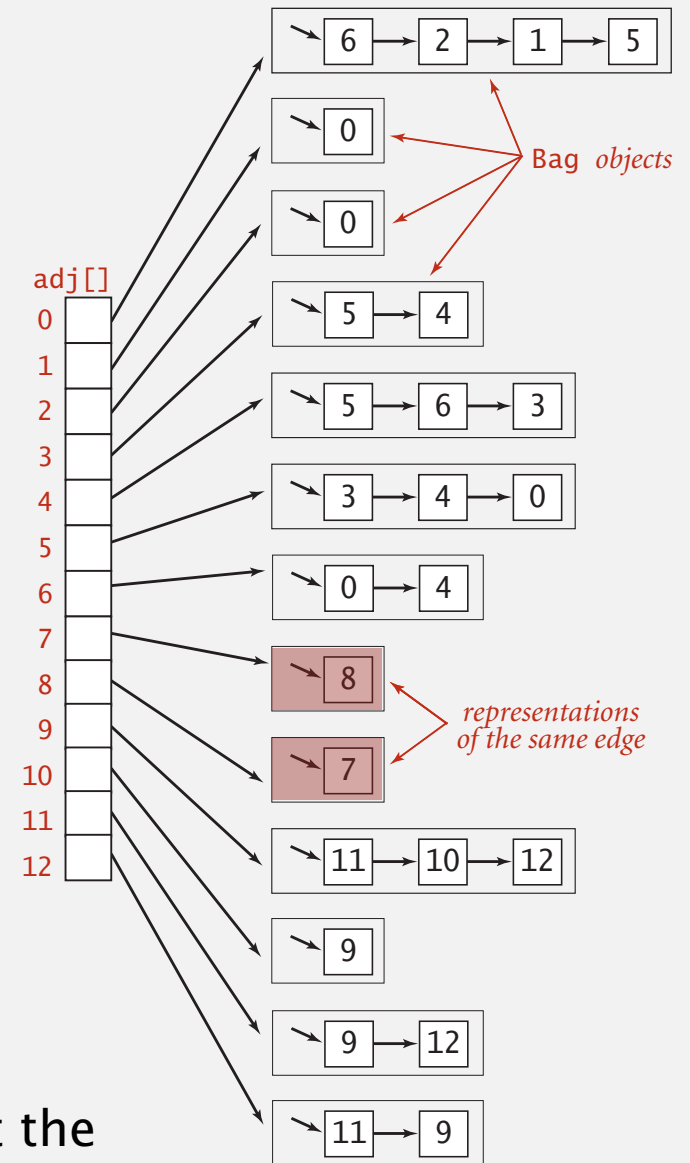 6 2 1 5
0
Bag objects
0
adj[]
5 4
0
1
5 6 3
2
3
3 4 0
4
5
0 4
6
7
8
8
representations
of the same edge
9
7
10
11
11 10 12
12
9
9 12
t the
11 9